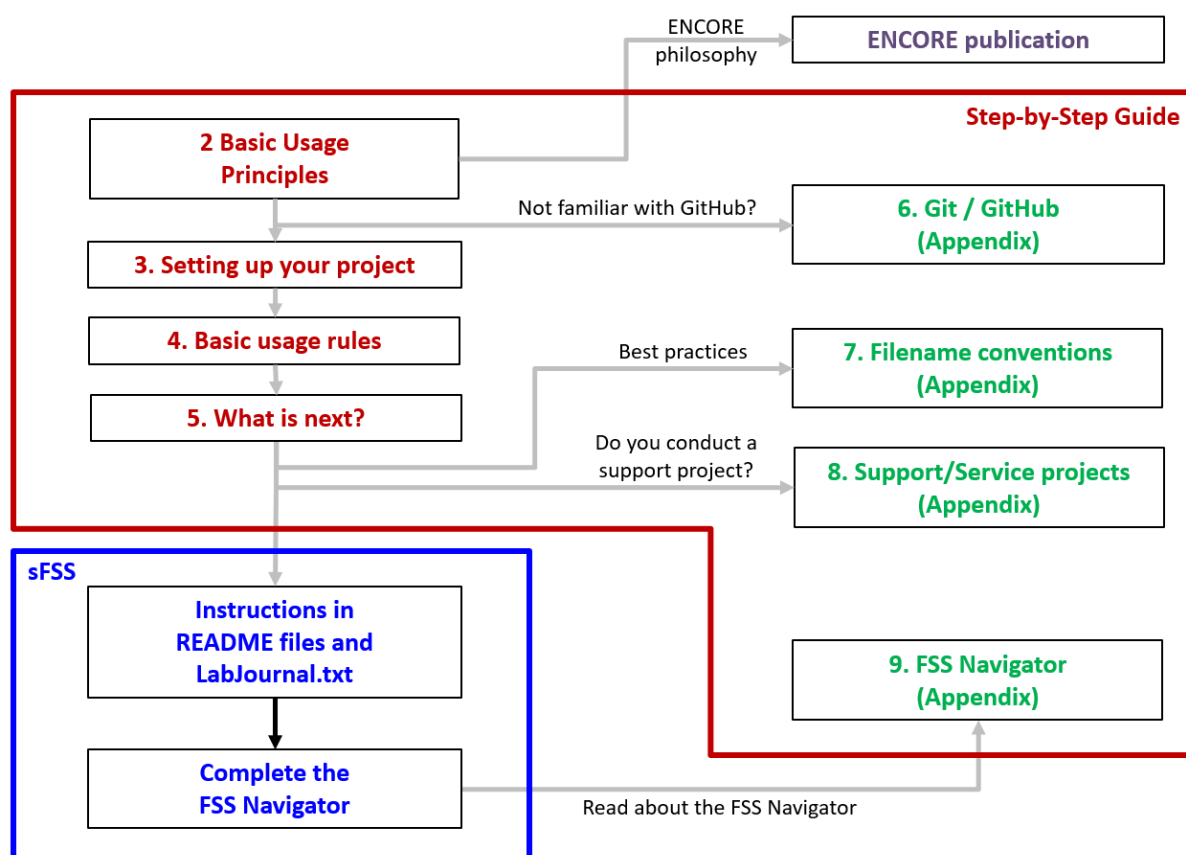 ENCORE
philosophy
ENCORE publication
Step-by-Step Guide
2 Basic Usage
Principles
Not familiar with GitHub?
6. Git / GitHub
(Appendix)
3. Setting up your project
4. Basic usage rules
Best practices
7. Filename conventions
(Appendix)
5. What is next?
Do you conduct a
support project?
8. Support/Service projects
(Appendix)
sFSS
Instructions in
README files and
LabJournal.txt
9. FSS Navigator
(Appendix)
Complete the
FSS Navigator
Read about the FSS Navigator